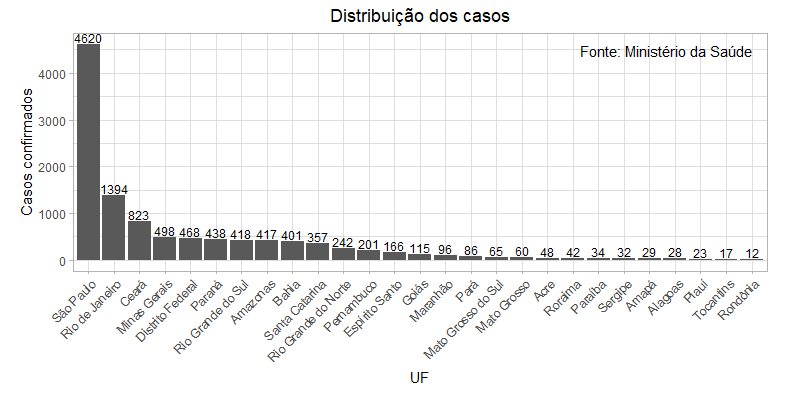 Distribuição dos casos
Fonte: Ministério da Saúde
Casos confirmados
4000
3000
2000
1000
0
4620
1394
823
498
468
438
418
417
401
357
242
201
166
115
96
86
65
60
48
42
34
32
29
28
23
17
12
São Paulo
Rio de Janeiro
Ceará
Minas Gerais
Distrito Federal
Paraná
Rio Grande do Sul
Amazonas
Bahia
Santa Catarina
Rio Grande do Norte
Pernambuco
Espírito Santo
Goiás
Maranhão
Pará
Mato Grosso do Sul
Mato Grosso
Acre
Roraima
Paraíba
Sergipe
Amapá
Alagoas
Piauí
Tocantins
Rondônia
UF